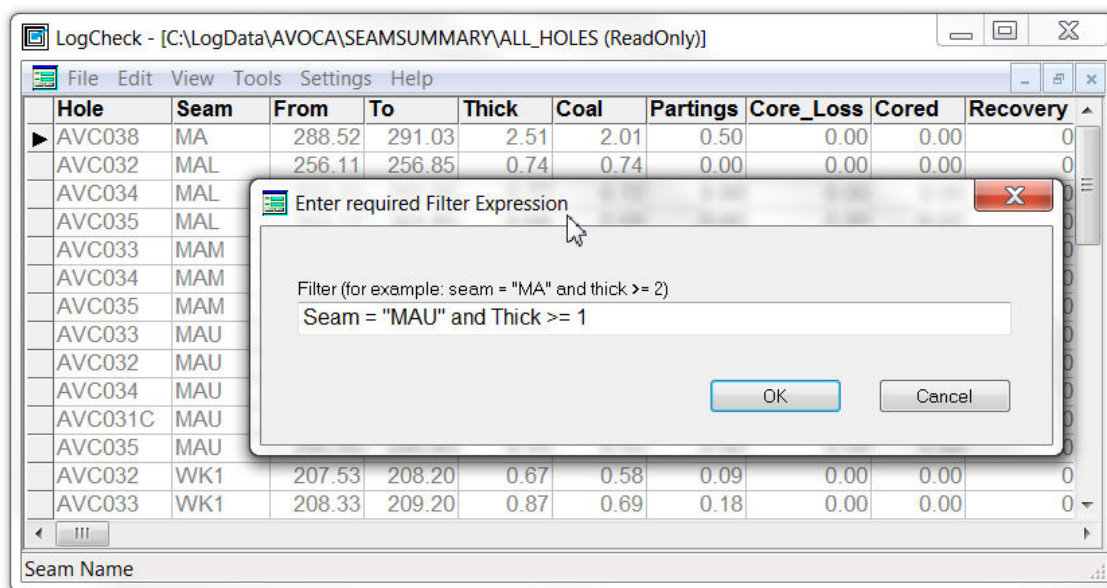 LogCheck - [C:\LogData\AVOCA\SEAMSUMMARY\ALL_HOLES (ReadOnly)]
File Edit View Tools Settings Help
Hole Seam From To Thick Coal Partings Core_Loss Cored Recovery
AVC038 MA 288.52 291.03 2.51 2.01 0.50 0.00 0.00 0
AVC032 MAL 256.11 256.85 0.74 0.74 0.00 0.00 0.00 0
AVC034 MAL
Enter required Filter Expression
AVC035 MAL
AVC033 MAM
AVC034 MAM
Filter (for example: seam = "MA" and thick >= 2)
AVC035 MAM
Seam = "MAU" and Thick >= 1
AVC033 MAU
AVC032 MAU
AVC034 MAU
OK Cancel
AVC031C MAU
AVC035 MAU
AVC032 WK1 207.53 208.20 0.67 0.58 0.09 0.00 0.00 0
AVC033 WK1 208.33 209.20 0.87 0.69 0.18 0.00 0.00 0
Seam Name